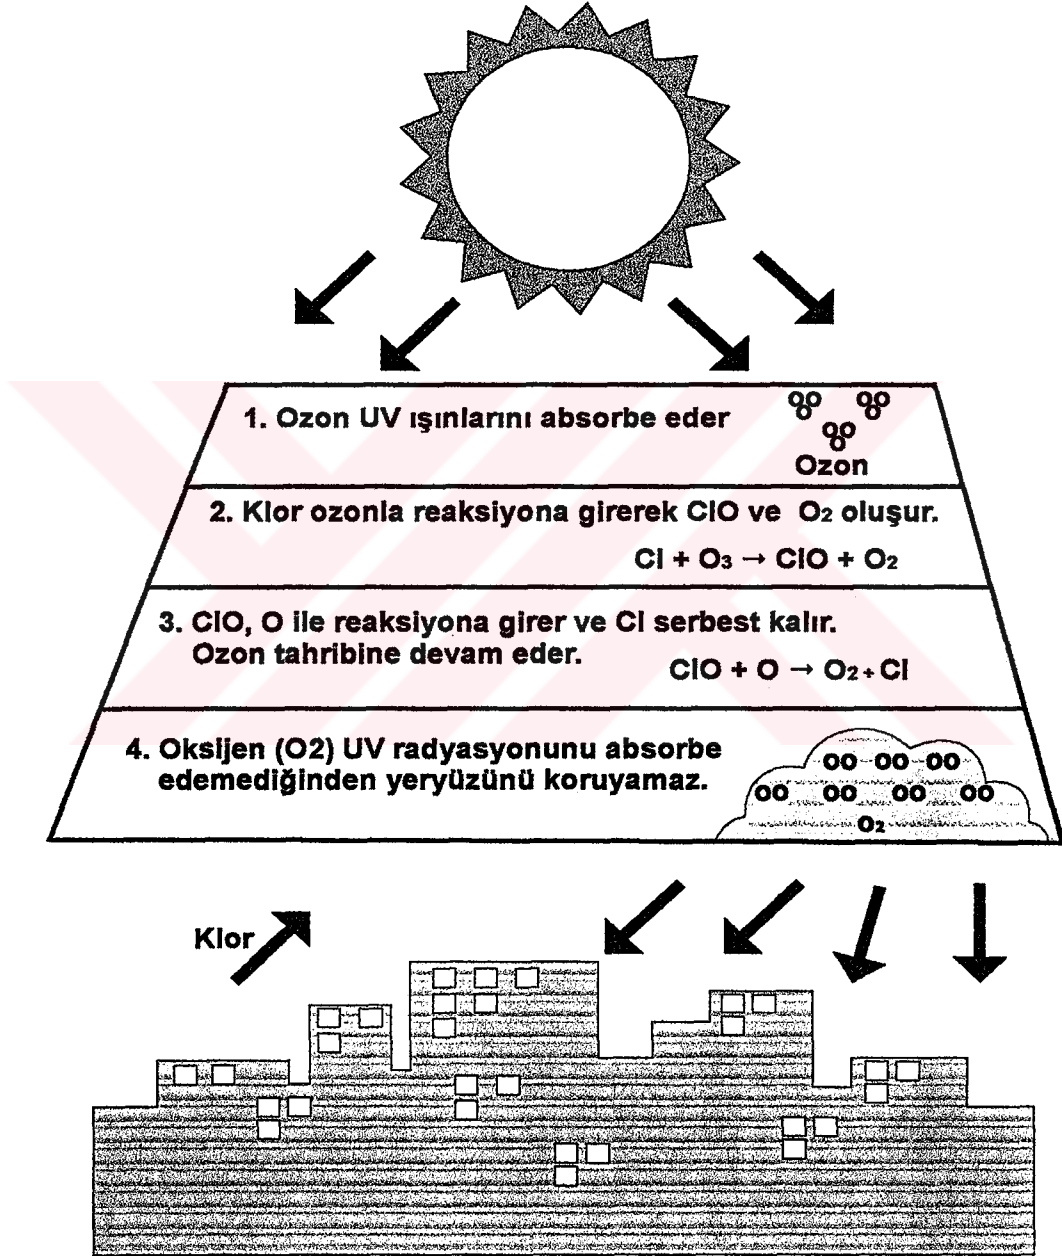 1. Ozon UV ışınlarını absorbe eder
Ozon
2. Klor ozonla reaksiyona girerek ClO ve O₂ oluşur.
Cl + O₃ → ClO + O₂
3. ClO, O ile reaksiyona girer ve Cl serbest kalır.
Ozon tahribine devam eder.
ClO + O → O₂ + Cl
4. Oksijen (O2) UV radyasyonunu absorbe
edemediğinden yeryüzünü koruyamaz.
O₂
Klor